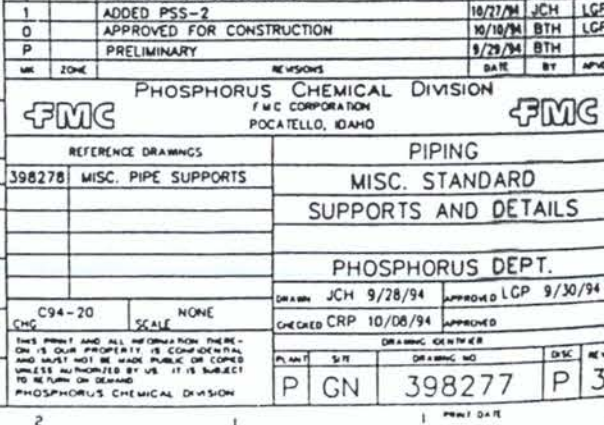 1 ADDED PSS-2 10/27/94 JCH LGP
0 APPROVED FOR CONSTRUCTION 10/10/94 BTH LGP
P PRELIMINARY 9/29/94 BTH
MK ZONE REVISIONS DATE BY APVD
PHOSPHORUS CHEMICAL DIVISION
FMC CORPORATION
POCATELLO, IDAHO
FMC
FMC
REFERENCE DRAWINGS
398278 MISC. PIPE SUPPORTS
PIPING
MISC. STANDARD
SUPPORTS AND DETAILS
PHOSPHORUS DEPT.
DRAWN JCH 9/28/94 APPROVED LGP 9/30/94
CHG C94-20 SCALE NONE
CHECKED CRP 10/08/94 APPROVED
THIS PRINT AND ALL INFORMATION THERE-
ON IS OUR PROPERTY IS CONFIDENTIAL
AND MUST NOT BE MADE PUBLIC OR COPIED
UNLESS AUTHORIZED BY US. IT IS SUBJECT
TO RETURN ON DEMAND
PHOSPHORUS CHEMICAL DIVISION
DRAWING IDENTIFIER
PLANT SITE DRAWING NO DISC REV
P GN 398277 P 3
2 1 1 PRINT DATE